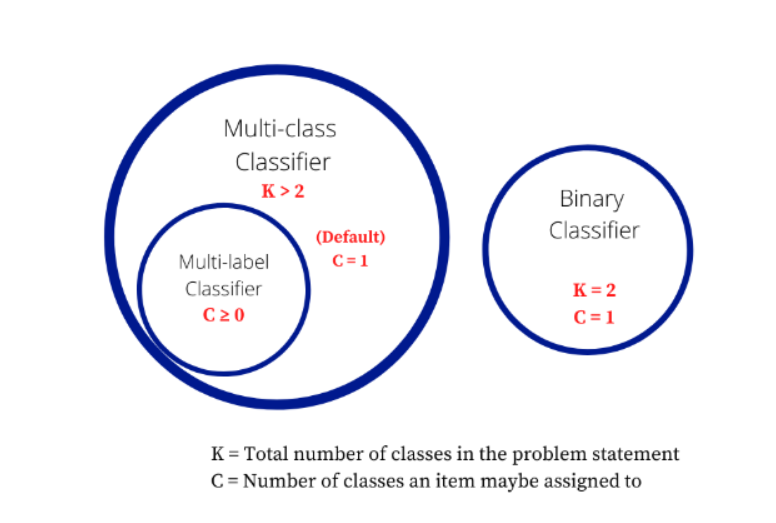 Multi-class
Classifier
K > 2
(Default)
C = 1
Multi-label
Classifier
C ≥ 0
Binary
Classifier
K = 2
C = 1
K = Total number of classes in the problem statement
C = Number of classes an item maybe assigned to